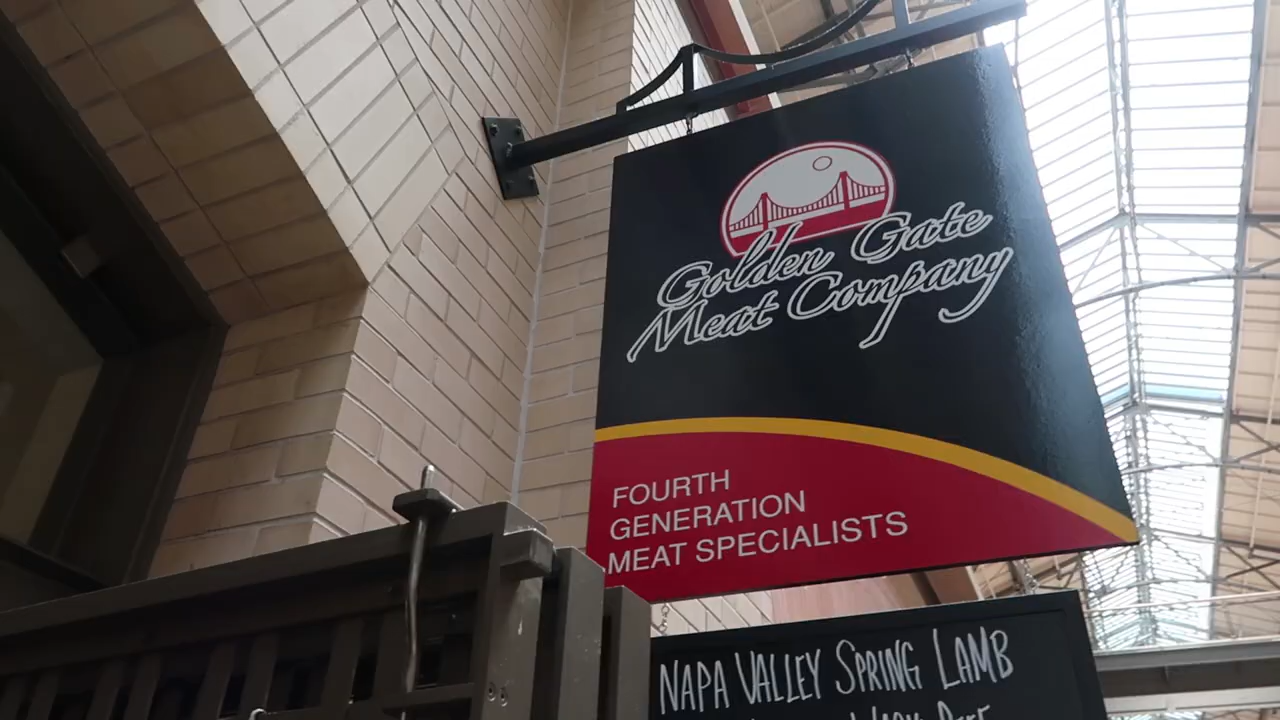 Golden Gate
Meat Company
FOURTH
GENERATION
MEAT SPECIALISTS
NAPA VALLEY SPRING LAMB